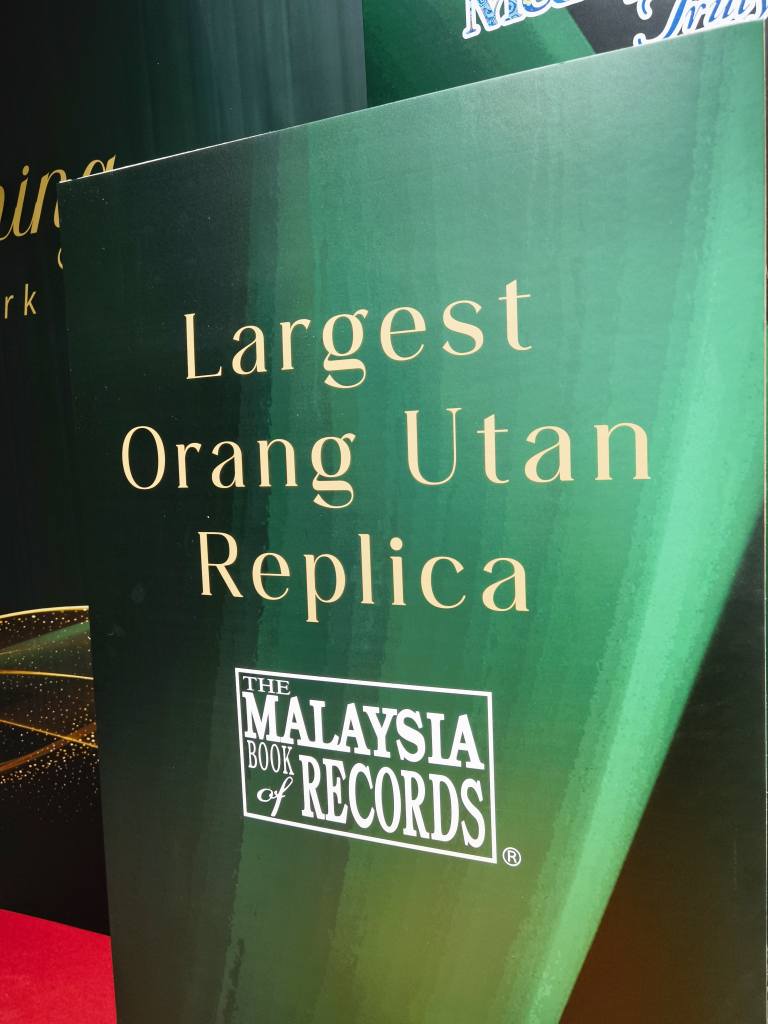 Largest
Orang Utan
Replica
THE
MALAYSIA
BOOK
of RECORDS
®